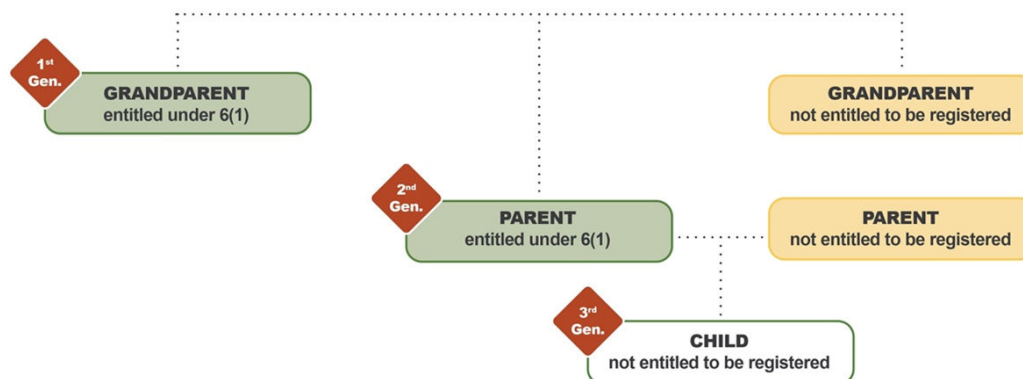 1st
Gen.
GRANDPARENT
entitled under 6(1)
GRANDPARENT
not entitled to be registered
2nd
Gen.
PARENT
entitled under 6(1)
PARENT
not entitled to be registered
3rd
Gen.
CHILD
not entitled to be registered